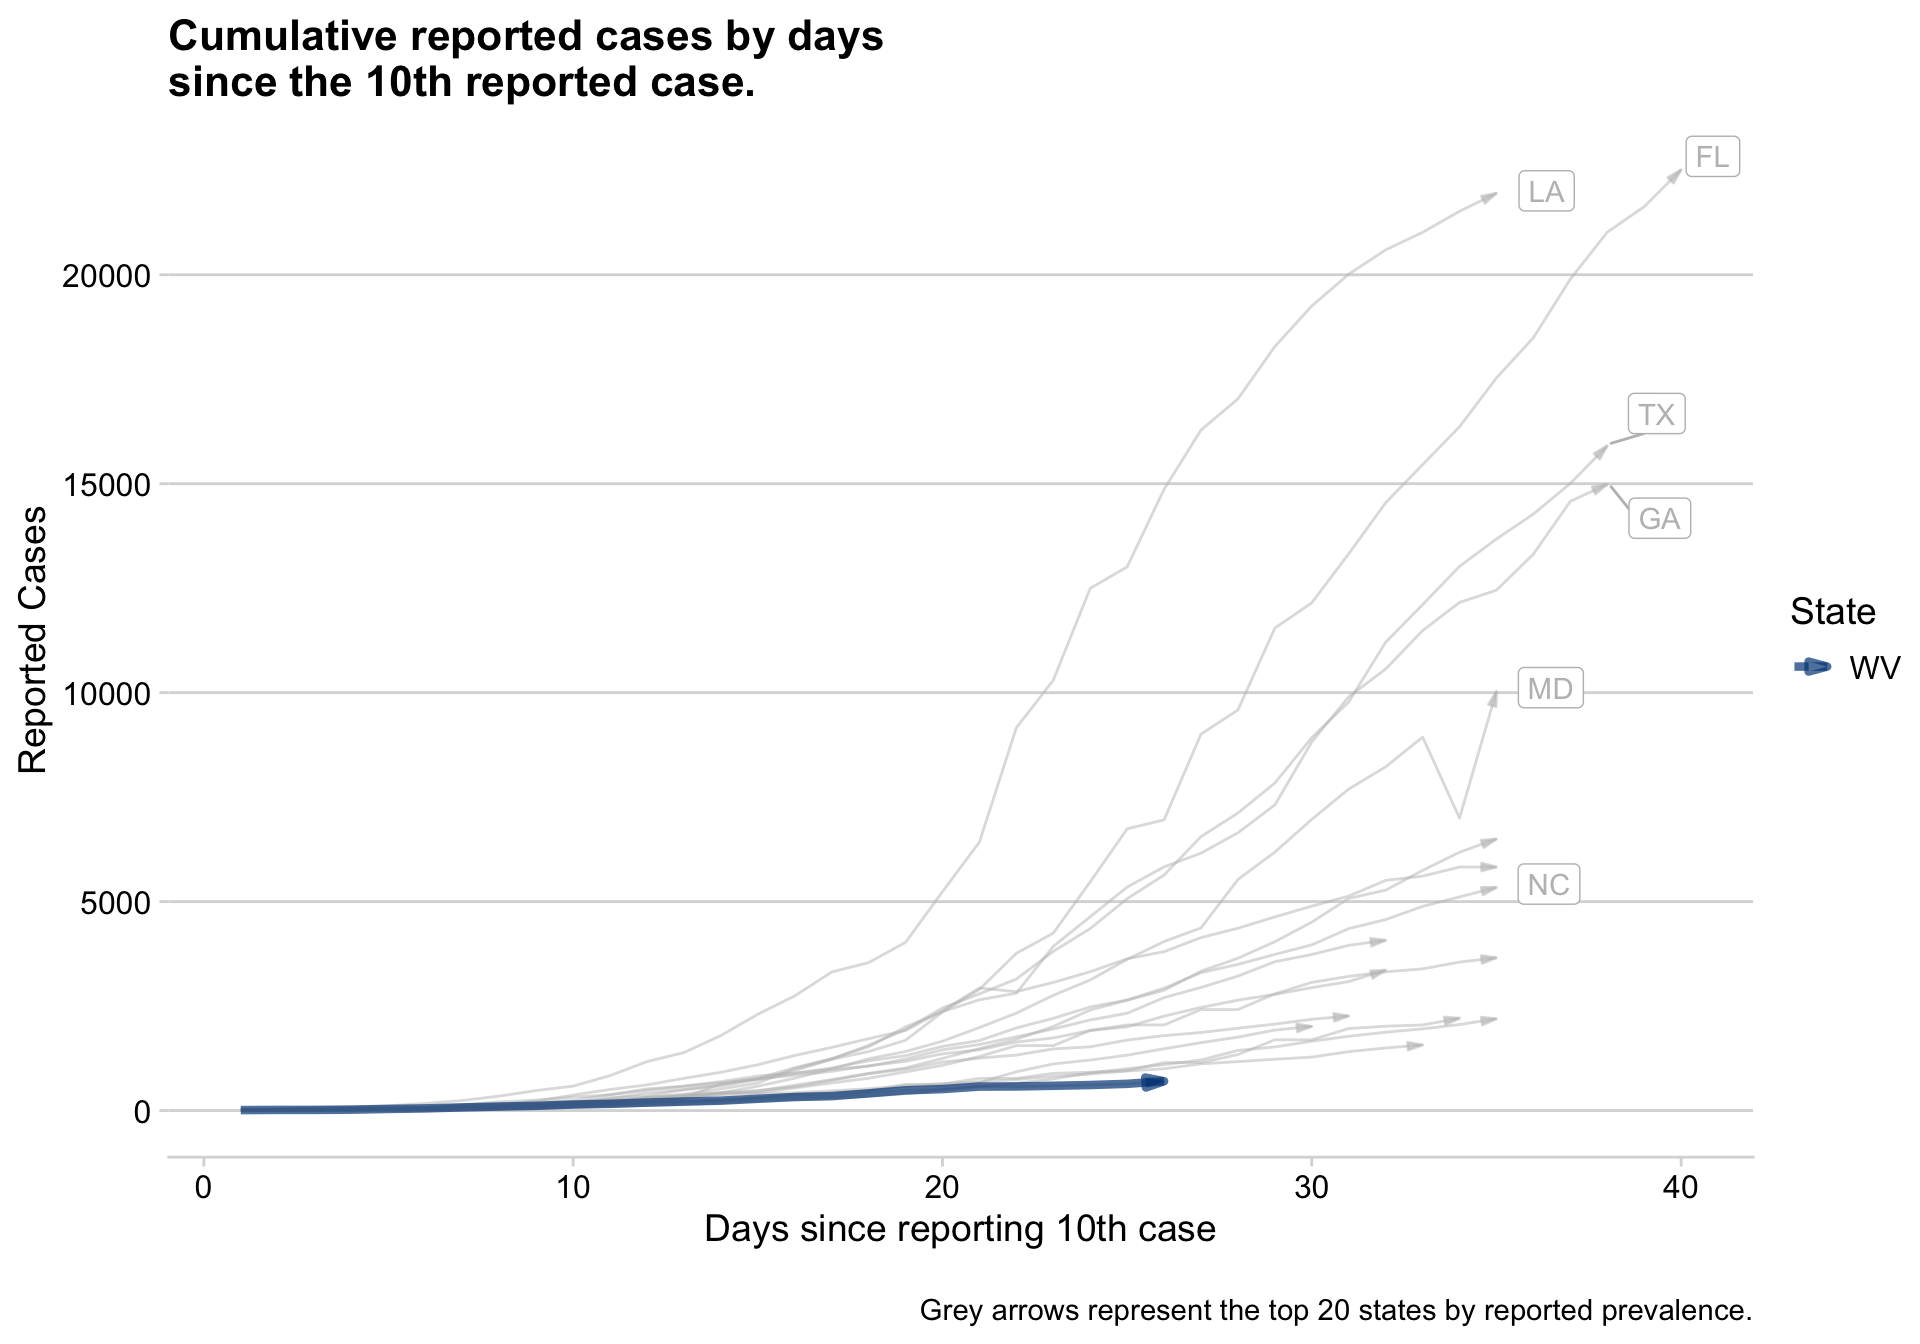 Cumulative reported cases by days
since the 10th reported case.
FL
LA
20000
TX
15000
GA
State
WV
MD
10000
Reported Cases
NC
5000
0
0 10 20 30 40
Days since reporting 10th case
Grey arrows represent the top 20 states by reported prevalence.